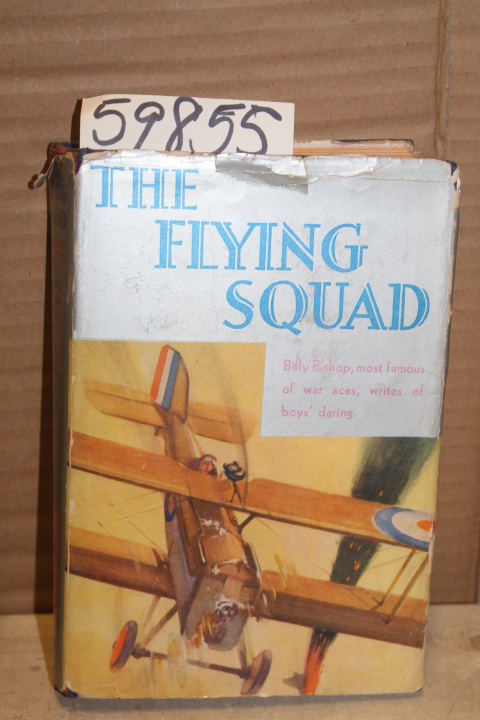 59855
THE
FLYING
SQUAD
Billy Bishop, most famous
of war aces, writes of
boys' daring.